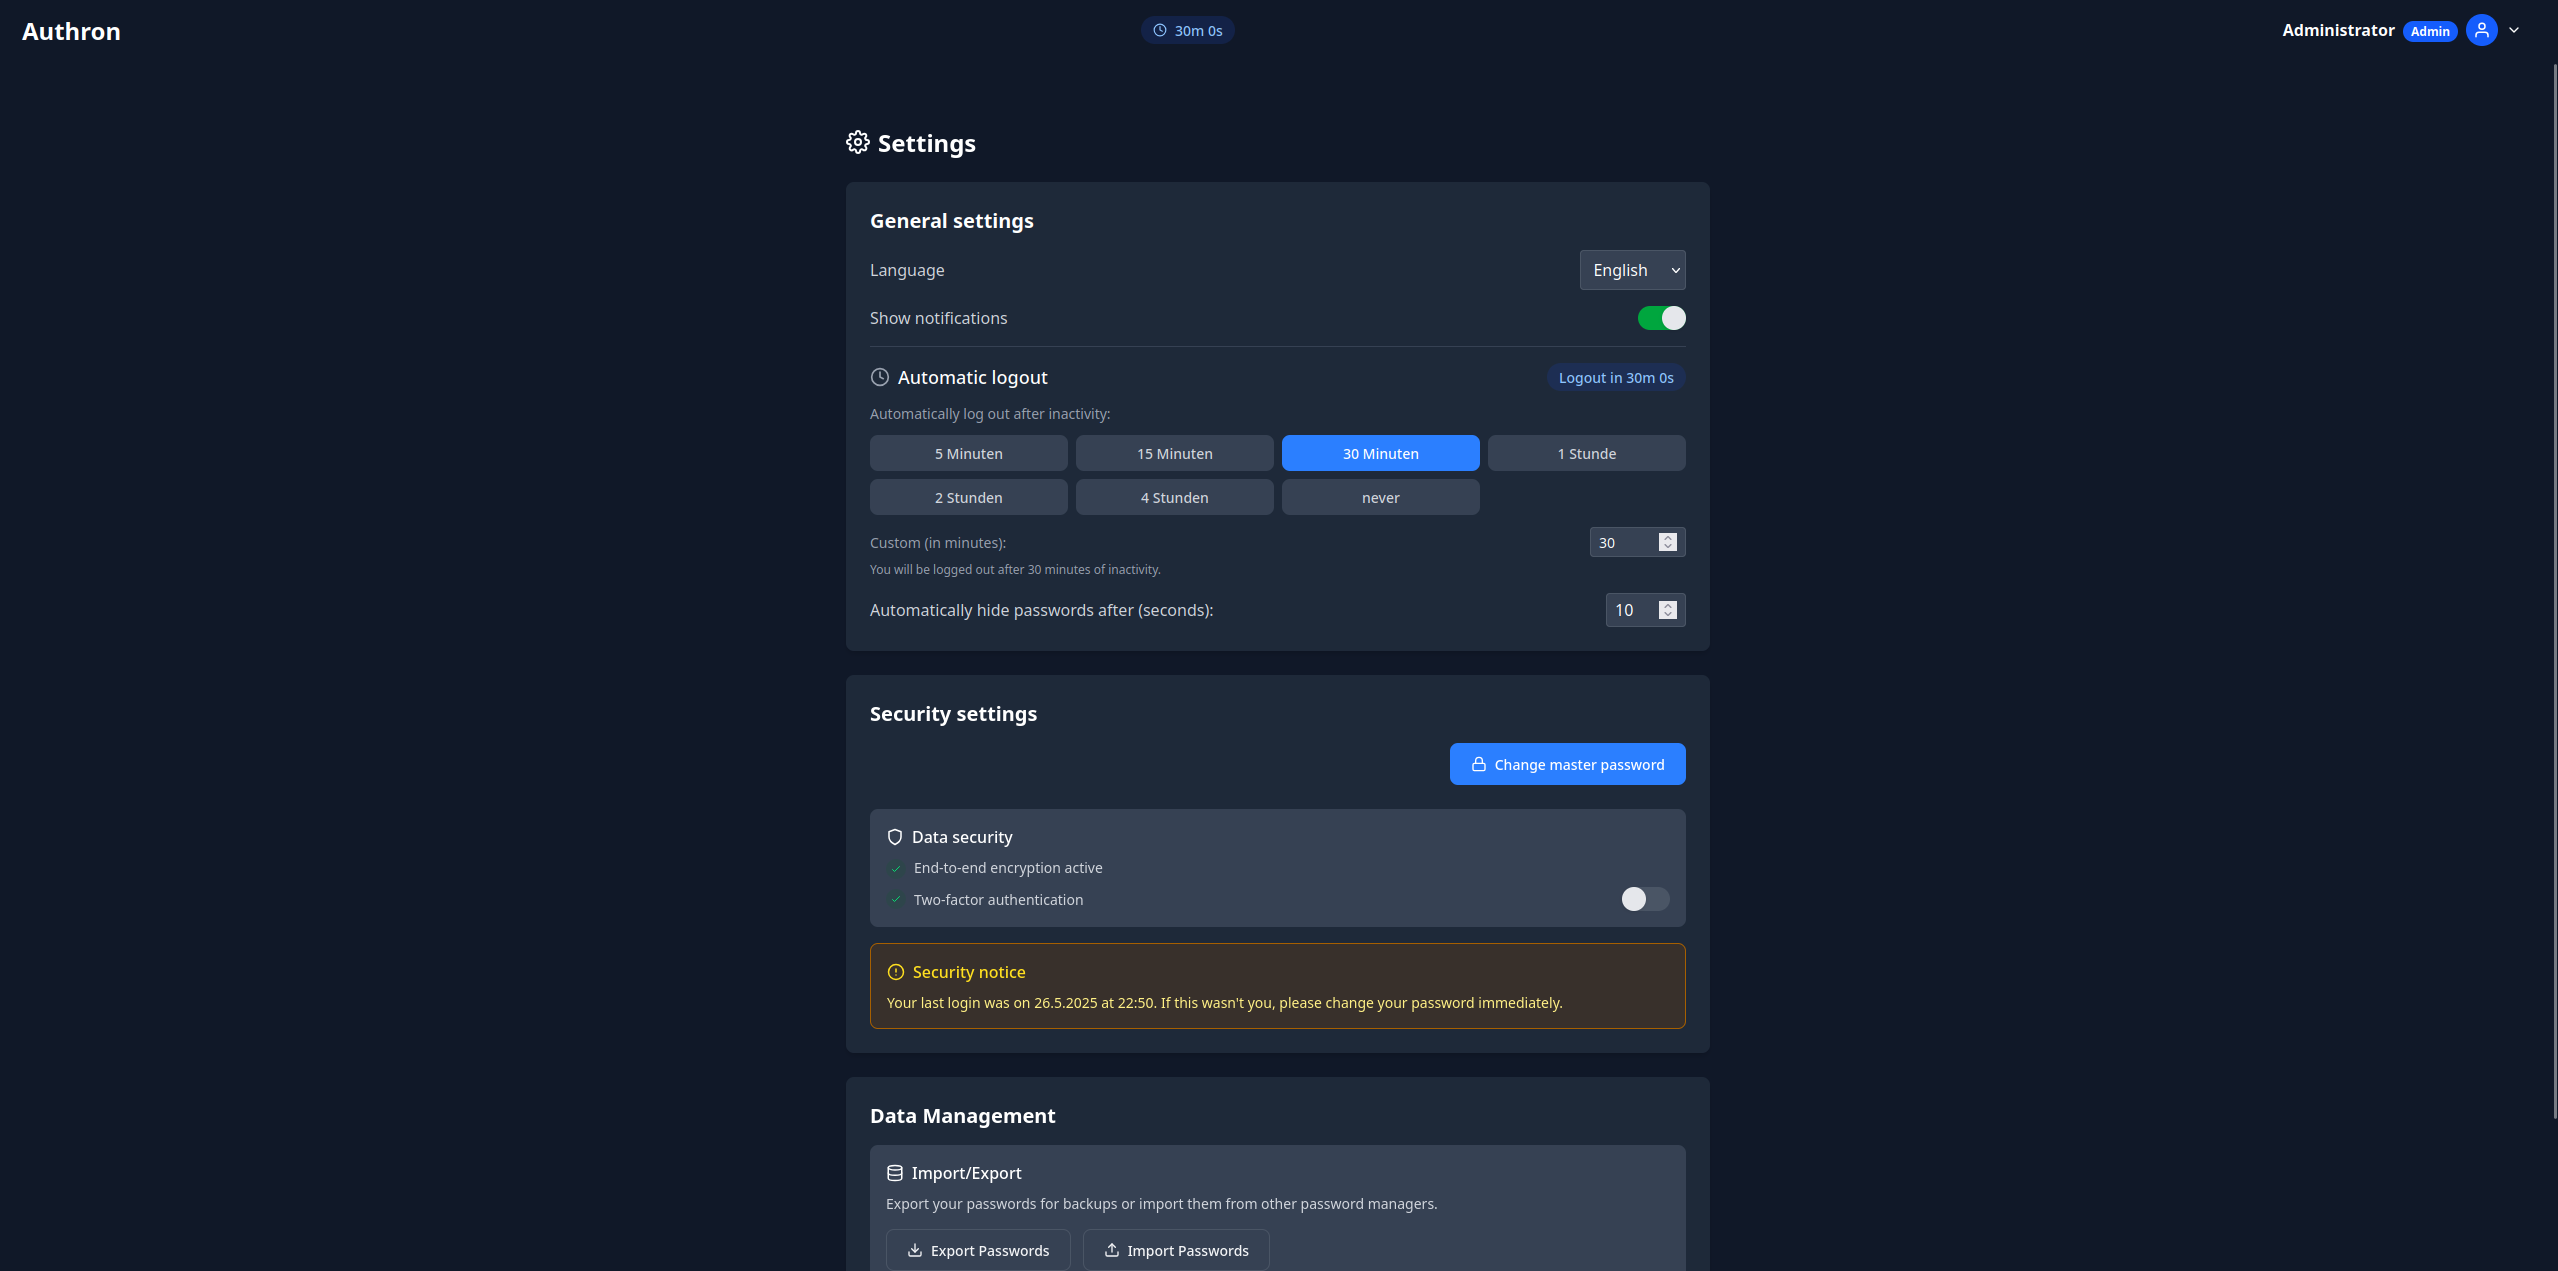 Authron
30m 0s
Administrator Admin
Settings
General settings
Language
English
Show notifications
Automatic logout
Logout in 30m 0s
Automatically log out after inactivity:
5 Minuten
15 Minuten
30 Minuten
1 Stunde
2 Stunden
4 Stunden
never
Custom (in minutes):
30
You will be logged out after 30 minutes of inactivity.
Automatically hide passwords after (seconds):
10
Security settings
Change master password
Data security
End-to-end encryption active
Two-factor authentication
Security notice
Your last login was on 26.5.2025 at 22:50. If this wasn't you, please change your password immediately.
Data Management
Import/Export
Export your passwords for backups or import them from other password managers.
Export Passwords
Import Passwords